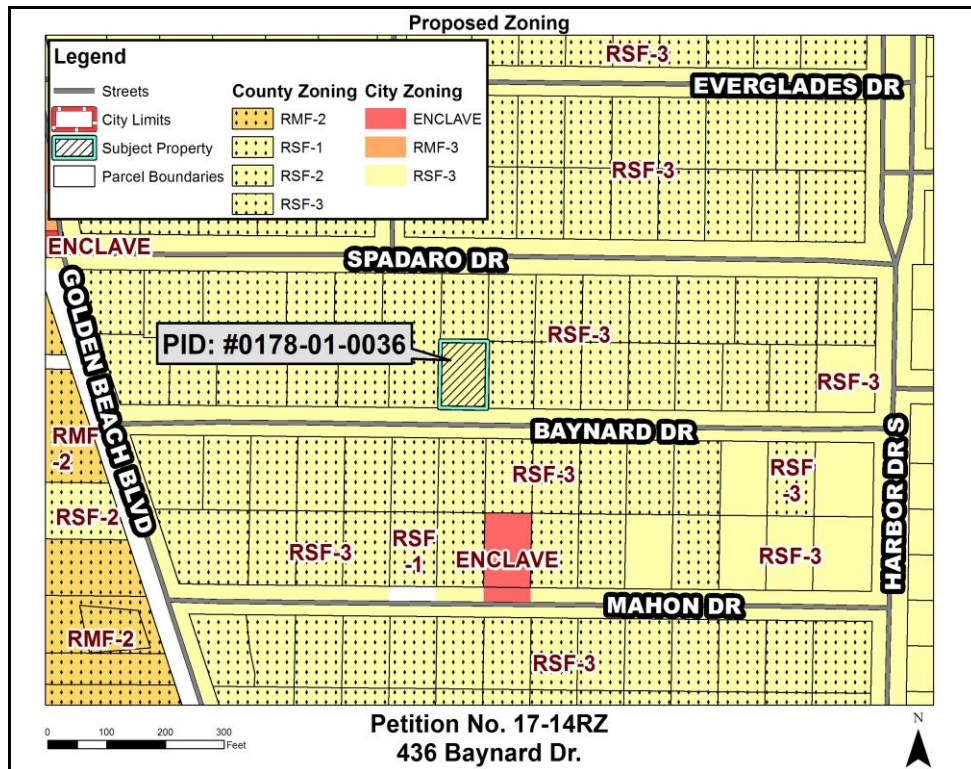 Proposed Zoning
Legend
Streets
City Limits
Subject Property
Parcel Boundaries
County Zoning
RMF-2
RSF-1
RSF-2
RSF-3
City Zoning
ENCLAVE
RMF-3
RSF-3
RSF-3
EVERGLADES DR
RSF-3
ENCLAVE
SPADARO DR
GOLDEN BEACH BLVD
PID: #0178-01-0036
RSF-3
RSF-3
HARBOR DR S
BAYNARD DR
RMF
-2
RSF-3
RSF
-3
RSF-2
RSF-3
RSF
-1
ENCLAVE
RSF-3
MAHON DR
RMF-2
RSF-3
Petition No. 17-14RZ
436 Baynard Dr.
0 50 100 200 300
Feet
N